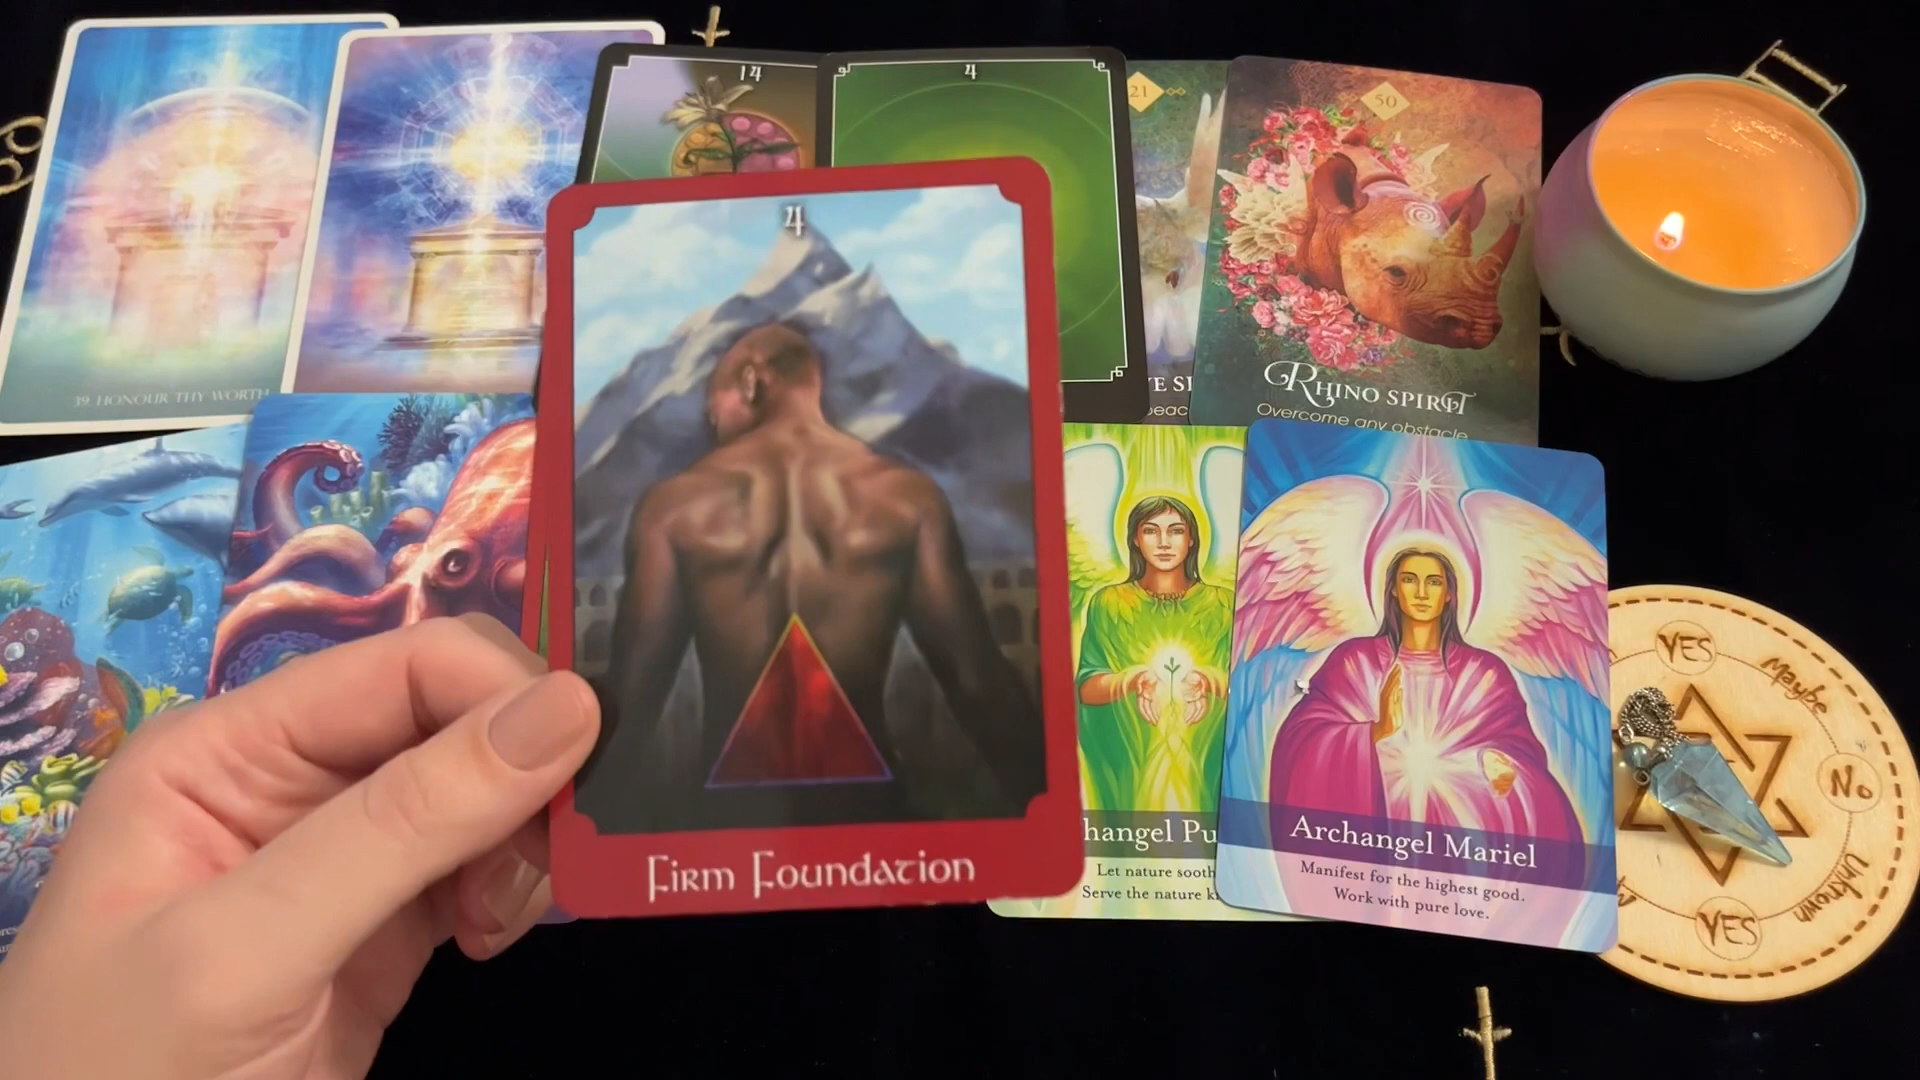 14
4
21
50
4
39. HONOUR THY WORTH
RHINO SPIRIT
Overcome any obstacle
Firm Foundation
Let nature sooth
Serve the nature
Archangel Mariel
Manifest for the highest good.
Work with pure love.
YES
Maybe
No
Unknown
YES